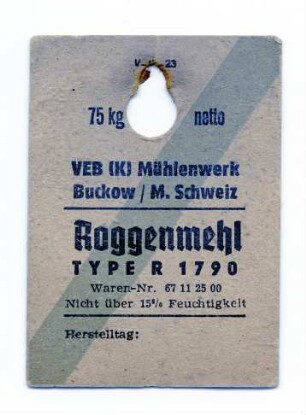 75 kg netto
VEB (K) Mühlenwerk
Buckow / M. Schweiz
Roggenmehl
TYPE R 1790
Waren-Nr. 67 11 25 00
Nicht über 15% Feuchtigkeit
Herstelltag: